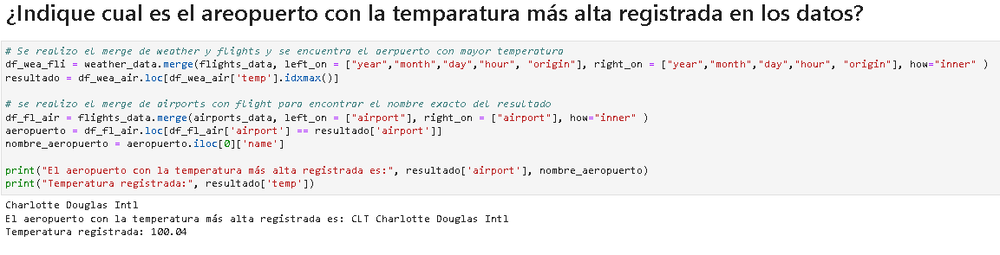 ¿Indique cual es el areopuerto con la temparatura más alta registrada en los datos?
# Se realizo el merge de weather y flights y se encuentra el aerpuerto con mayor temperatura
df_wea_fli = weather_data.merge(flights_data, left_on = ["year","month","day","hour", "origin"], right_on = ["year","month","day","hour", "origin"], how="inner" )
resultado = df_wea_air.loc[df_wea_air['temp'].idxmax()]
# se realizo el merge de airports con flight para encontrar el nombre exacto del resultado
df_fl_air = flights_data.merge(airports_data, left_on = ["airport"], right_on = ["airport"], how="inner" )
aeropuerto = df_fl_air.loc[df_fl_air['airport'] == resultado['airport']]
nombre_aeropuerto = aeropuerto.iloc[0]['name']
print("El aeropuerto con la temperatura más alta registrada es:", resultado['airport'], nombre_aeropuerto)
print("Temperatura registrada:", resultado['temp'])
Charlotte Douglas Intl
El aeropuerto con la temperatura más alta registrada es: CLT Charlotte Douglas Intl
Temperatura registrada: 100.04